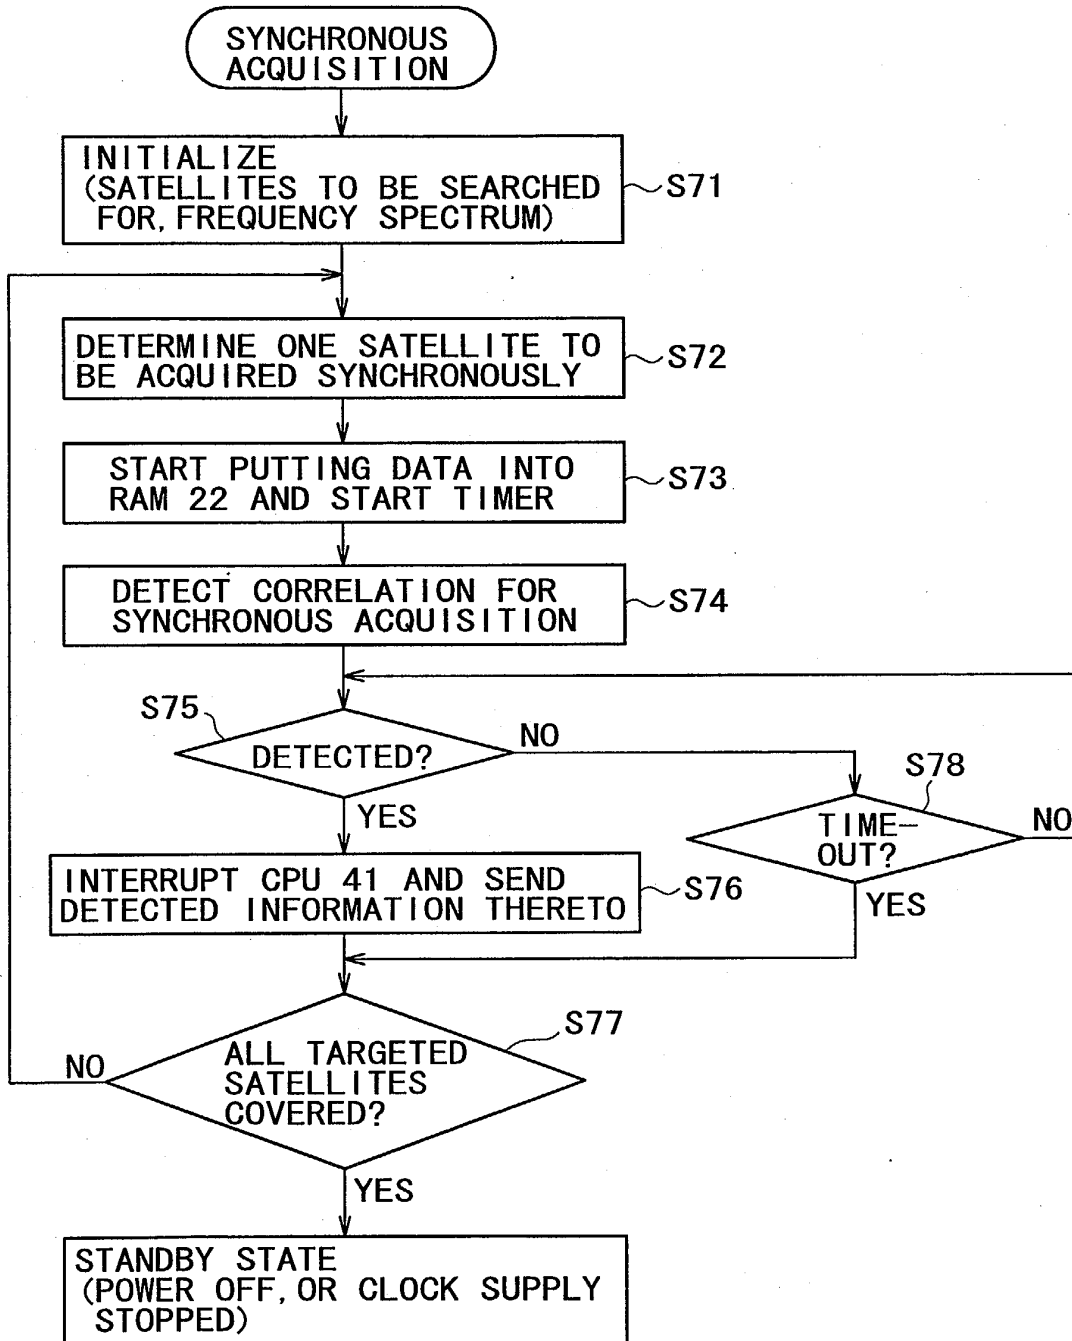 SYNCHRONOUS
ACQUISITION
INITIALIZE
(SATELLITES TO BE SEARCHED
FOR, FREQUENCY SPECTRUM)
S71
DETERMINE ONE SATELLITE TO
BE ACQUIRED SYNCHRONOUSLY
S72
START PUTTING DATA INTO
RAM 22 AND START TIMER
S73
DETECT CORRELATION FOR
SYNCHRONOUS ACQUISITION
S74
S75
DETECTED?
NO
YES
S78
TIME-
OUT?
NO
YES
INTERRUPT CPU 41 AND SEND
DETECTED INFORMATION THERETO
S76
S77
ALL TARGETED
SATELLITES
COVERED?
NO
YES
STANDBY STATE
(POWER OFF, OR CLOCK SUPPLY
STOPPED)